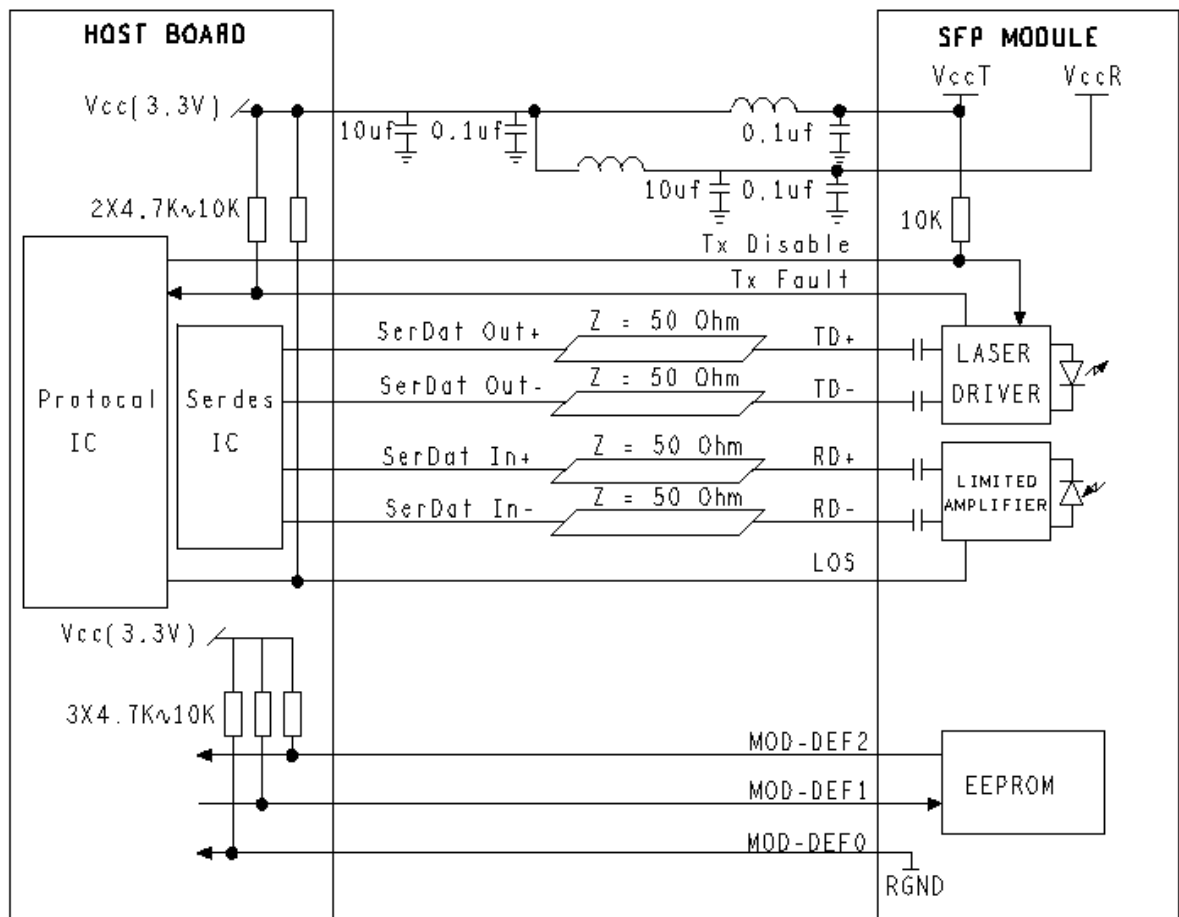 HOST BOARD
SFP MODULE
VccT
VccR
Vcc(3.3V)
10uf
0.1uf
0.1uf
10uf
0.1uf
2X4.7K~10K
10K
Tx Disable
Tx Fault
SerDat Out+
Z = 50 Ohm
TD+
SerDat Out-
Z = 50 Ohm
TD-
LASER
DRIVER
Protocal
IC
Serdes
IC
SerDat In+
Z = 50 Ohm
RD+
SerDat In-
Z = 50 Ohm
RD-
LIMITED
AMPLIFIER
LOS
Vcc(3.3V)
3X4.7K~10K
MOD-DEF2
MOD-DEF1
EEPROM
MOD-DEF0
RGND